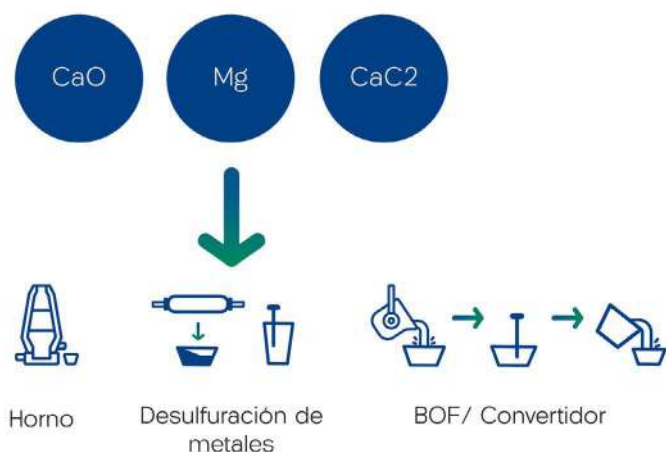 CaO
Mg
CaC2
Horno
Desulfuración de
metales
BOF/ Convertidor